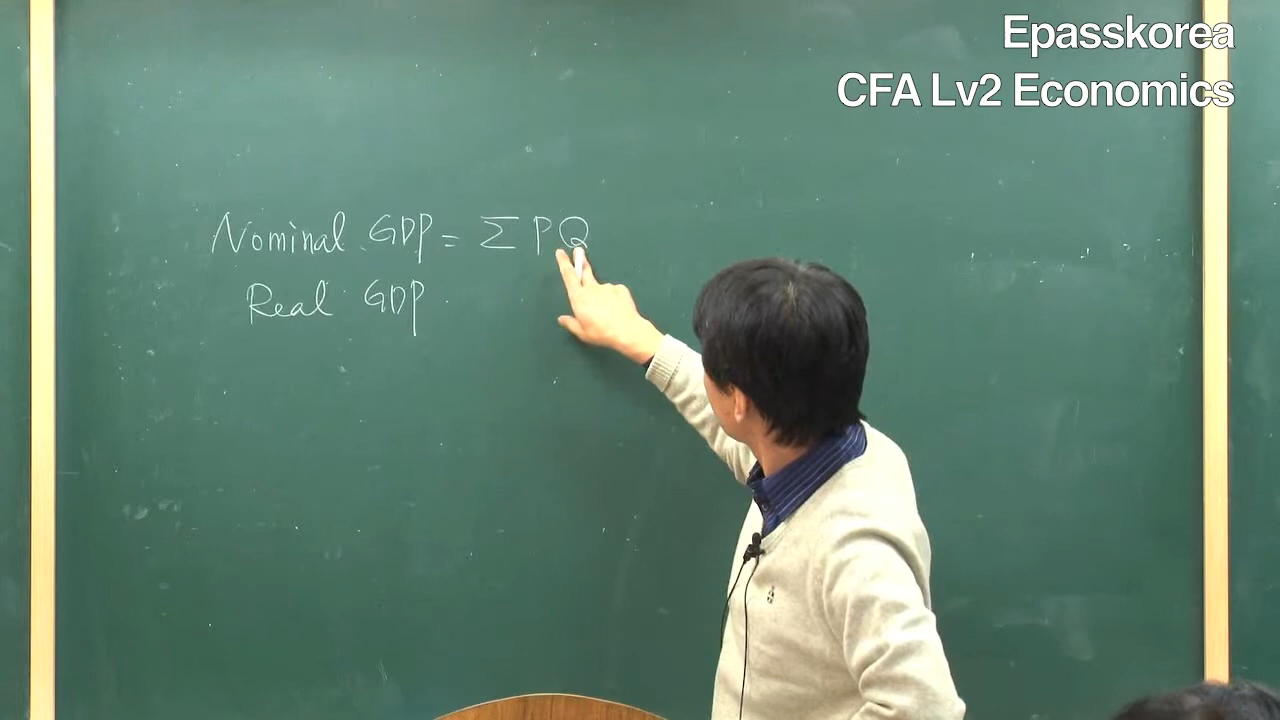 Epasskorea
CFA Lv2 Economics
Nominal GDP = Σ PQ
Real GDP